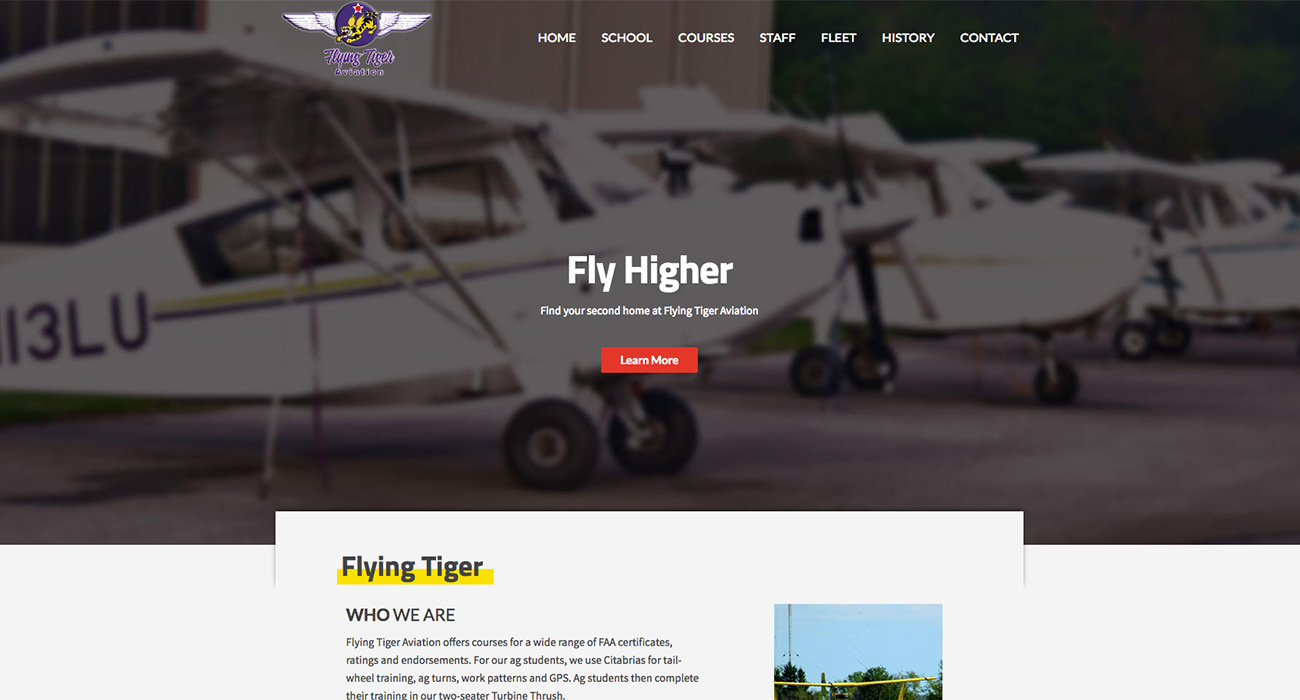 Flying Tiger
Aviation
HOME SCHOOL COURSES STAFF FLEET HISTORY CONTACT
Fly Higher
Find your second home at Flying Tiger Aviation
13LU
Learn More
Flying Tiger
WHO WE ARE
Flying Tiger Aviation offers courses for a wide range of FAA certificates,
ratings and endorsements. For our ag students, we use Citabrias for tail-
wheel training, ag turns, work patterns and GPS. Ag students then complete
their training in our two-seater Turbine Thrush.